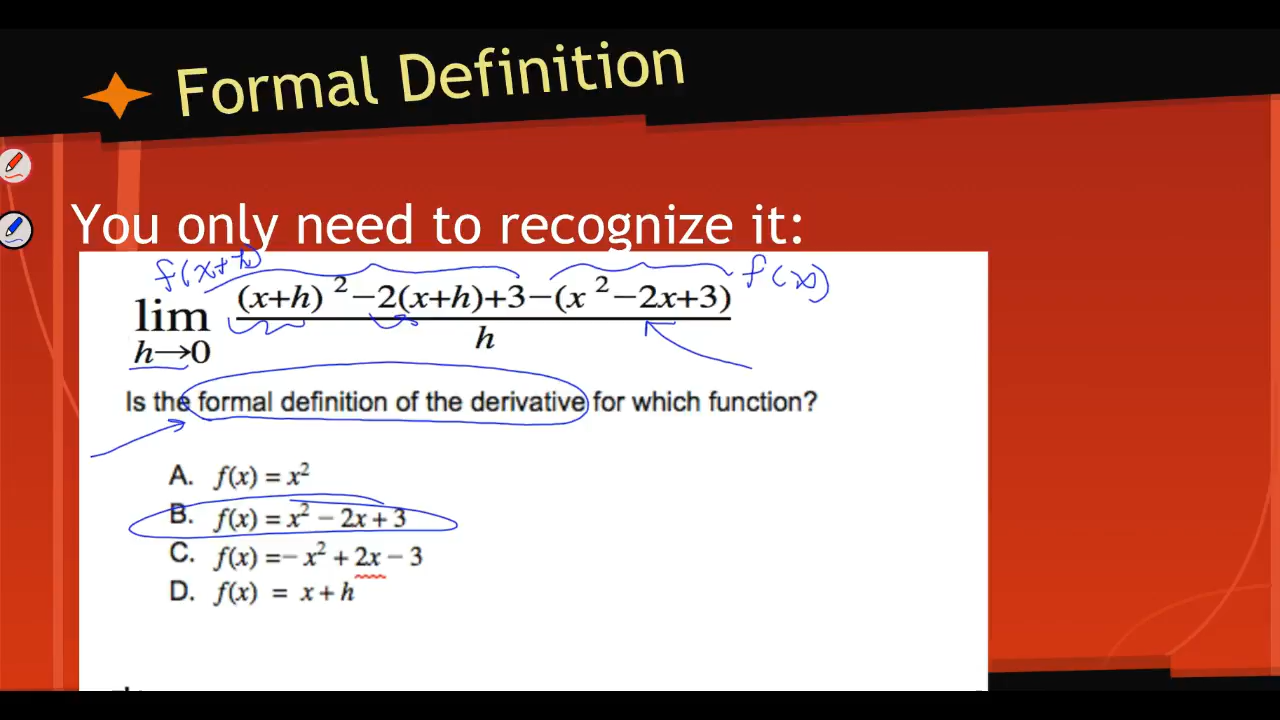 Formal Definition
You only need to recognize it:
f(x+h) f(x)
lim (x+h)² −2(x+h)+3−(x² −2x+3)
h→0 h
Is the formal definition of the derivative for which function?
A. f(x) = x²
B. f(x) = x² − 2x + 3
C. f(x) =− x² + 2x − 3
D. f(x) = x + h